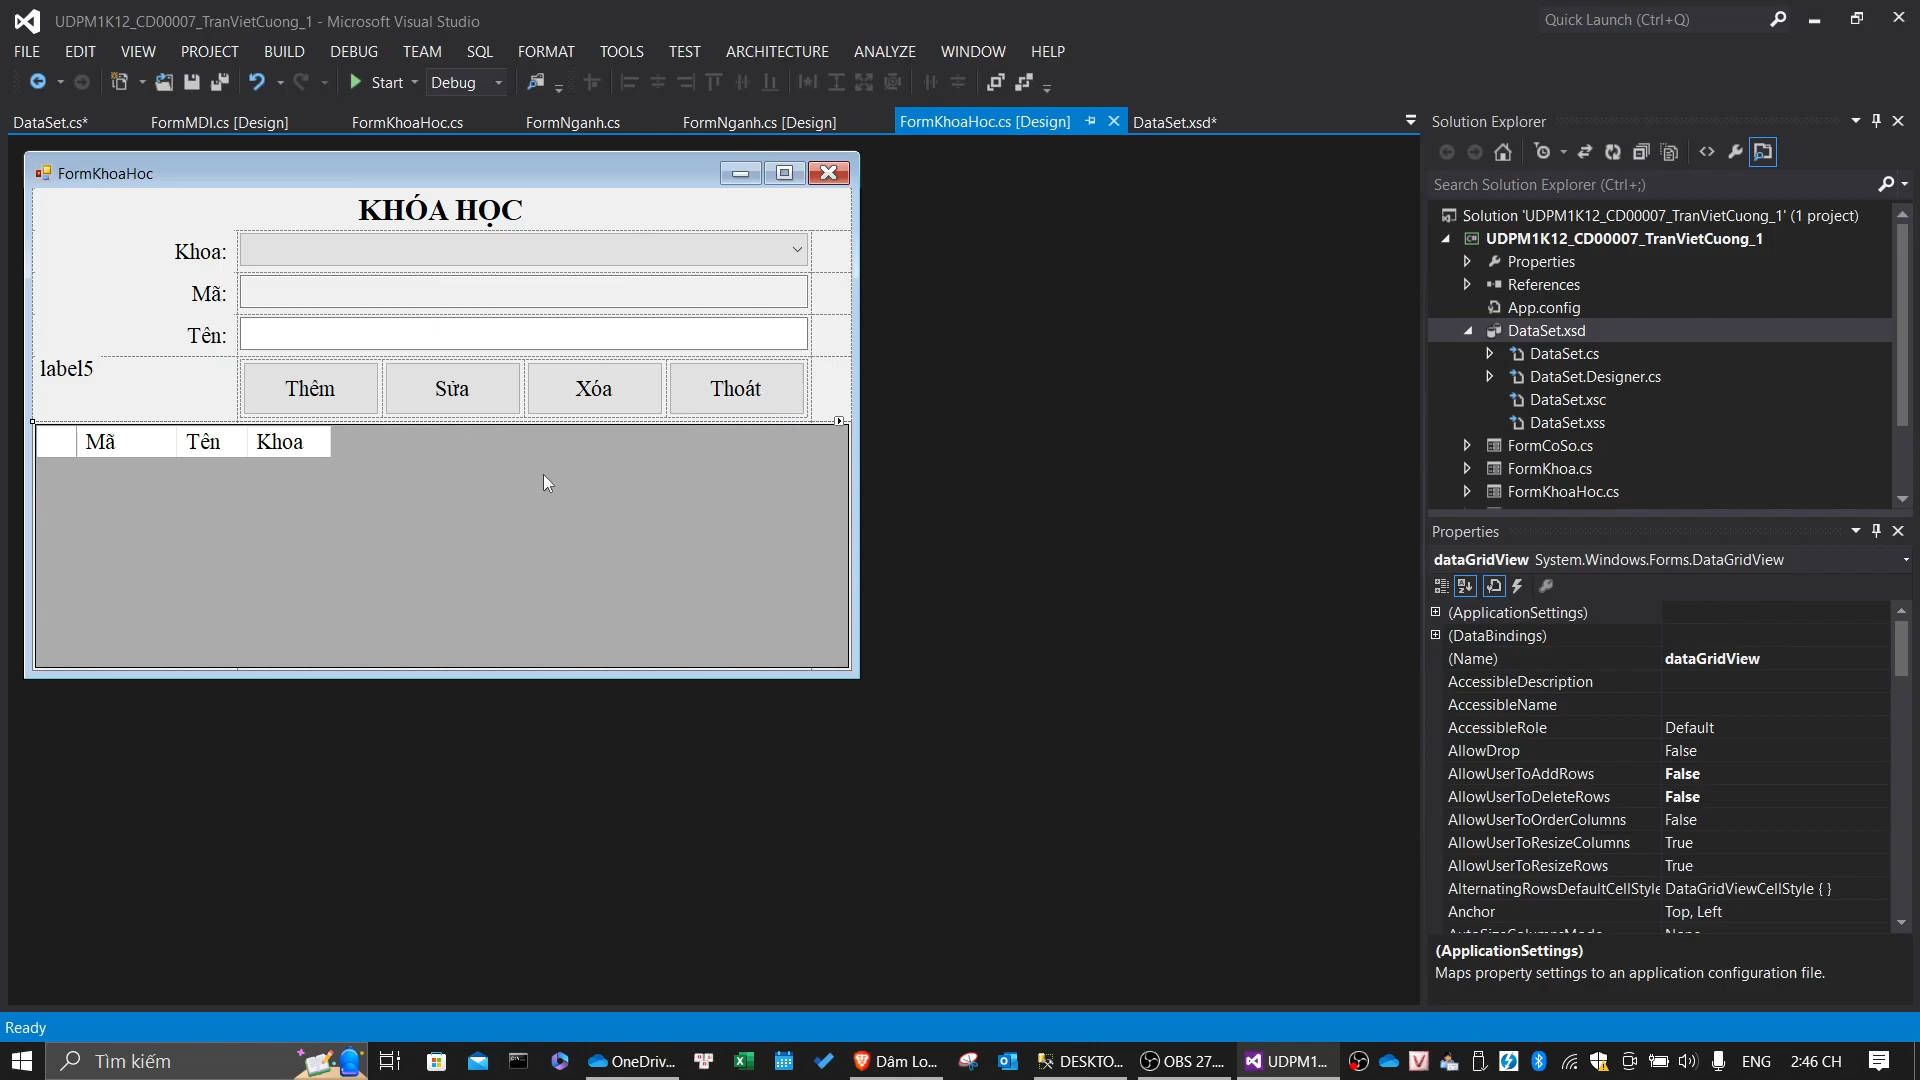 UDPM1K12_CD00007_TranVietCuong_1 - Microsoft Visual Studio
Quick Launch (Ctrl+Q)
FILE EDIT VIEW PROJECT BUILD DEBUG TEAM SQL FORMAT TOOLS TEST ARCHITECTURE ANALYZE WINDOW HELP
Start Debug
DataSet.cs* FormMDI.cs [Design] FormKhoaHoc.cs FormNganh.cs FormNganh.cs [Design] FormKhoaHoc.cs [Design] DataSet.xsd*
FormKhoaHoc
KHÓA HỌC
Khoa:
Mã:
Tên:
label5
Thêm Sửa Xóa Thoát
Mã Tên Khoa
Solution Explorer
Search Solution Explorer (Ctrl+;)
Solution 'UDPM1K12_CD00007_TranVietCuong_1' (1 project)
UDPM1K12_CD00007_TranVietCuong_1
Properties
References
App.config
DataSet.xsd
DataSet.cs
DataSet.Designer.cs
DataSet.xsc
DataSet.xss
FormCoSo.cs
FormKhoa.cs
FormKhoaHoc.cs
Properties
dataGridView System.Windows.Forms.DataGridView
(ApplicationSettings)
(DataBindings)
(Name) dataGridView
AccessibleDescription
AccessibleName
AccessibleRole Default
AllowDrop False
AllowUserToAddRows False
AllowUserToDeleteRows False
AllowUserToOrderColumns False
AllowUserToResizeColumns True
AllowUserToResizeRows True
AlternatingRowsDefaultCellStyle DataGridViewCellStyle { }
Anchor Top, Left
(ApplicationSettings)
Maps property settings to an application configuration file.
Ready
Tìm kiếm
OneDriv...
Dâm Lo...
DESKTO...
OBS 27....
UDPM1...
ENG
2:46 CH